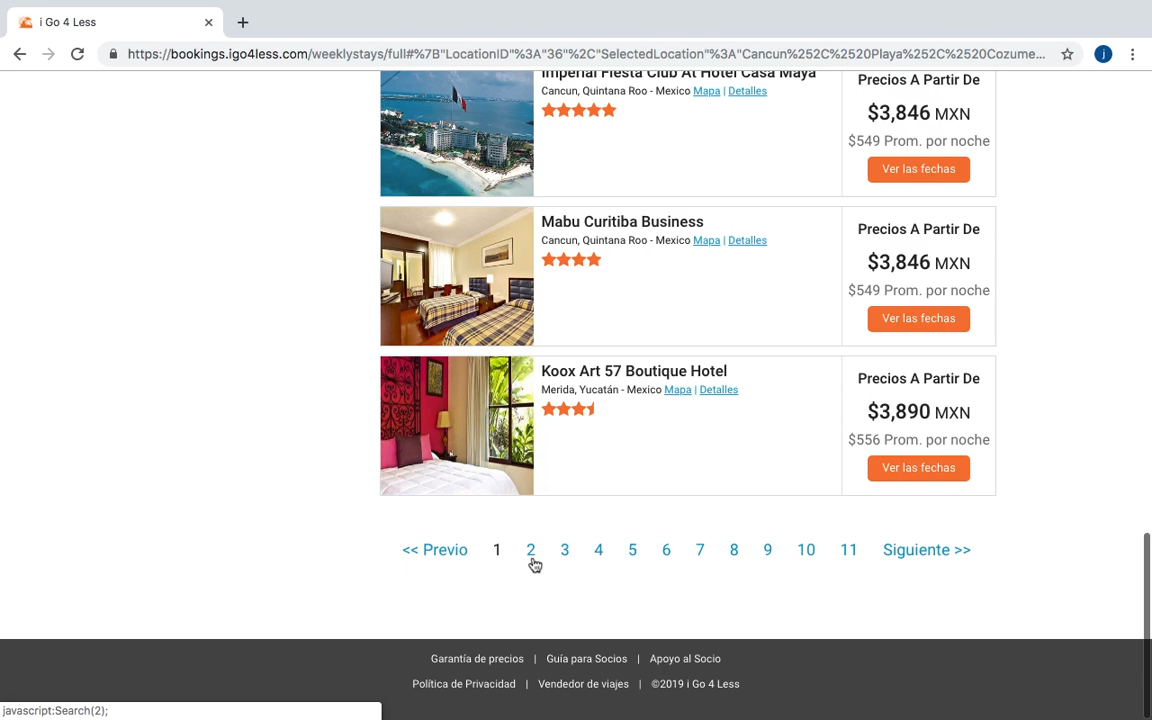 i Go 4 Less
https://bookings.igo4less.com/weeklystays/full#%7B"LocationID"%3A"36"%2C"SelectedLocation"%3A"Cancun%252C%2520Playa%252C%2520Cozume...
Imperial Fiesta Club At Hotel Casa Maya
Cancun, Quintana Roo - Mexico Mapa | Detalles
Precios A Partir De
$3,846 MXN
$549 Prom. por noche
Ver las fechas
Mabu Curitiba Business
Cancun, Quintana Roo - Mexico Mapa | Detalles
Precios A Partir De
$3,846 MXN
$549 Prom. por noche
Ver las fechas
Koox Art 57 Boutique Hotel
Merida, Yucatán - Mexico Mapa | Detalles
Precios A Partir De
$3,890 MXN
$556 Prom. por noche
Ver las fechas
<< Previo 1 2 3 4 5 6 7 8 9 10 11 Siguiente >>
Garantía de precios | Guía para Socios | Apoyo al Socio
Política de Privacidad | Vendedor de viajes | ©2019 i Go 4 Less
javascript:Search(2);